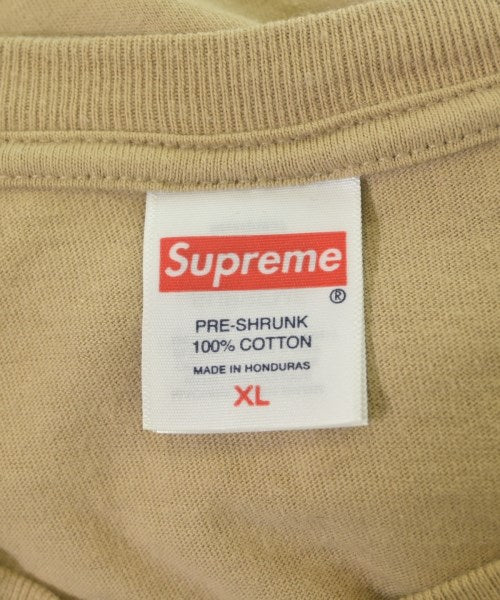 Supreme
®
PRE-SHRUNK
100% COTTON
MADE IN HONDURAS
XL